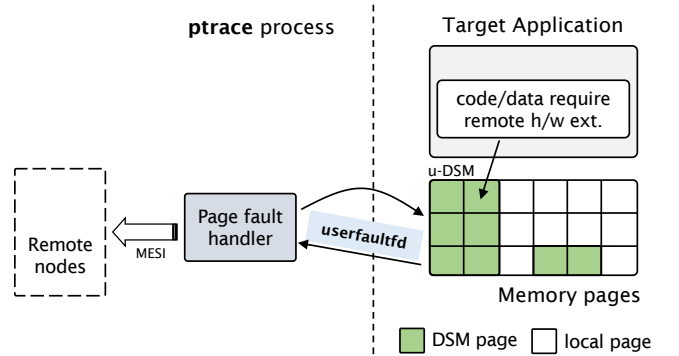 ptrace process
Target Application
code/data require
remote h/w ext.
u-DSM
Page fault
handler
userfaultfd
Remote
nodes
MESI
Memory pages
DSM page
local page